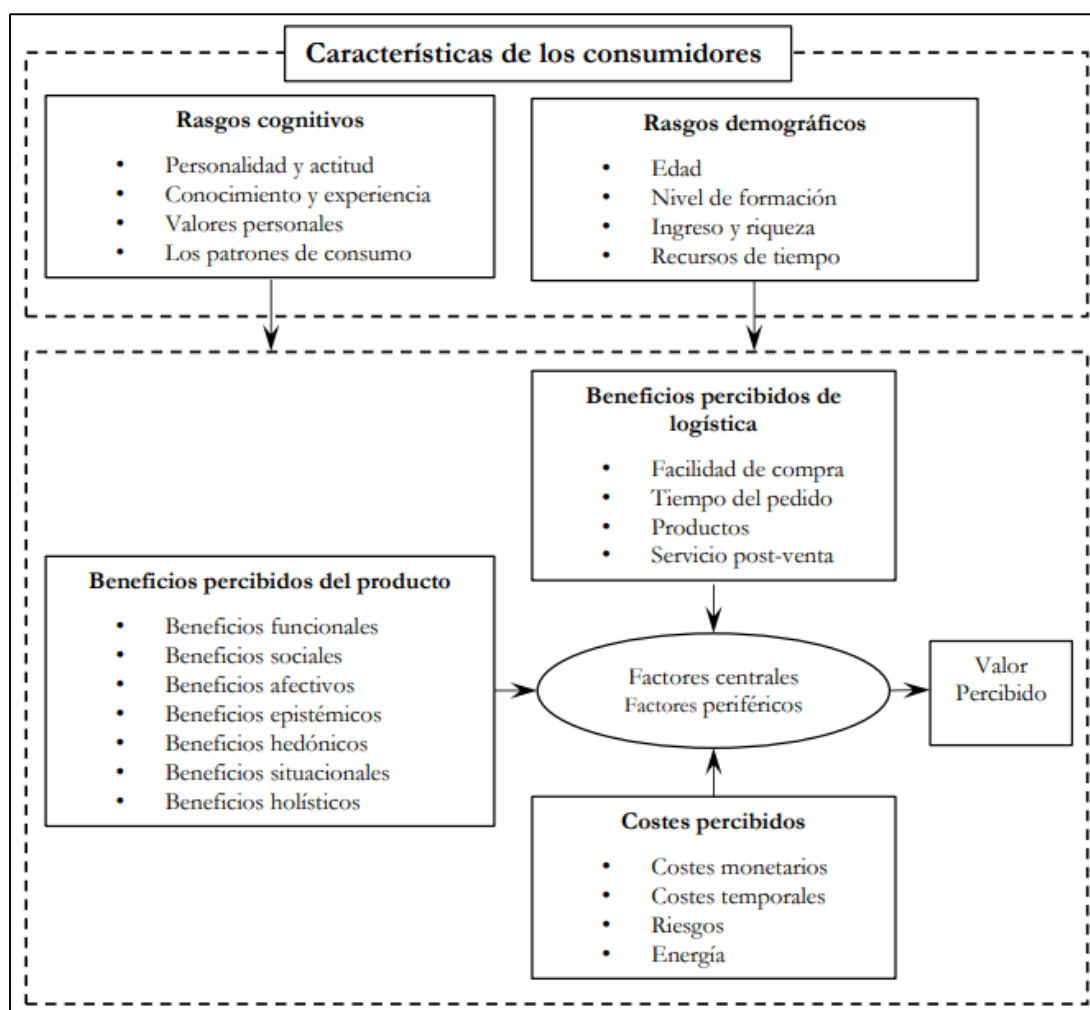 Características de los consumidores
Rasgos cognitivos
• Personalidad y actitud
• Conocimiento y experiencia
• Valores personales
• Los patrones de consumo
Rasgos demográficos
• Edad
• Nivel de formación
• Ingreso y riqueza
• Recursos de tiempo
Beneficios percibidos de
logística
• Facilidad de compra
• Tiempo del pedido
• Productos
• Servicio post-venta
Beneficios percibidos del producto
• Beneficios funcionales
• Beneficios sociales
• Beneficios afectivos
• Beneficios epistémicos
• Beneficios hedónicos
• Beneficios situacionales
• Beneficios holísticos
Factores centrales
Factores periféricos
Valor
Percibido
Costes percibidos
• Costes monetarios
• Costes temporales
• Riesgos
• Energía